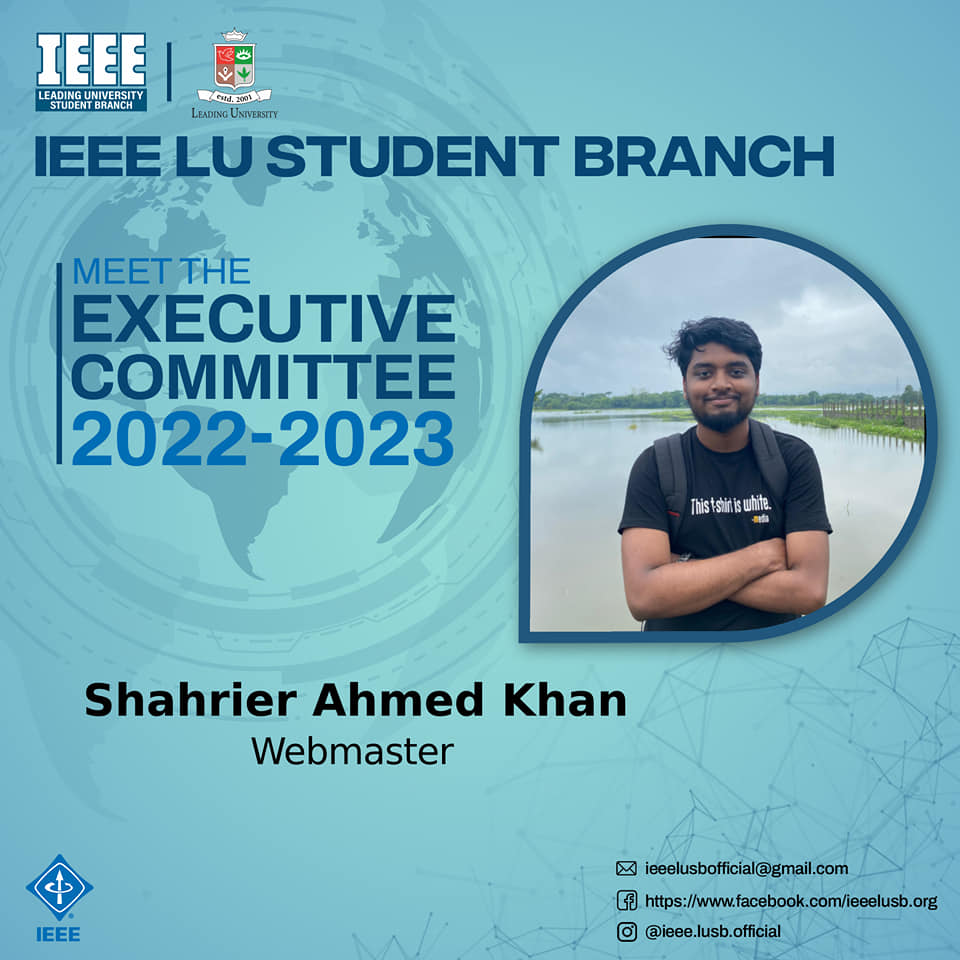 IEEE
LEADING UNIVERSITY
STUDENT BRANCH
estd. 2001
LEADING UNIVERSITY
IEEE LU STUDENT BRANCH
MEET THE
EXECUTIVE
COMMITTEE
2022-2023
This t-shirt is white.
-media
Shahrier Ahmed Khan
Webmaster
IEEE
ieeelusbofficial@gmail.com
https://www.facebook.com/ieeelusb.org
@ieee.lusb.official